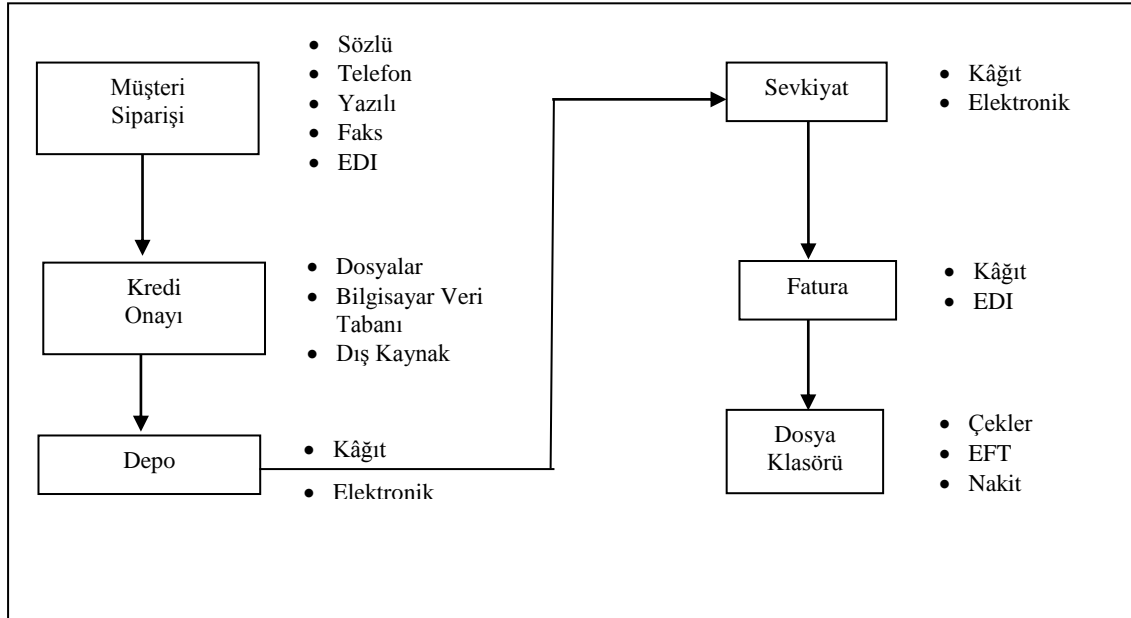 Müşteri
Siparişi
• Sözlü
• Telefon
• Yazılı
• Faks
• EDI
Kredi
Onayı
• Dosyalar
• Bilgisayar Veri
Tabanı
• Dış Kaynak
Depo
• Kâğıt
• Elektronik
Sevkiyat
• Kâğıt
• Elektronik
Fatura
• Kâğıt
• EDI
Dosya
Klasörü
• Çekler
• EFT
• Nakit